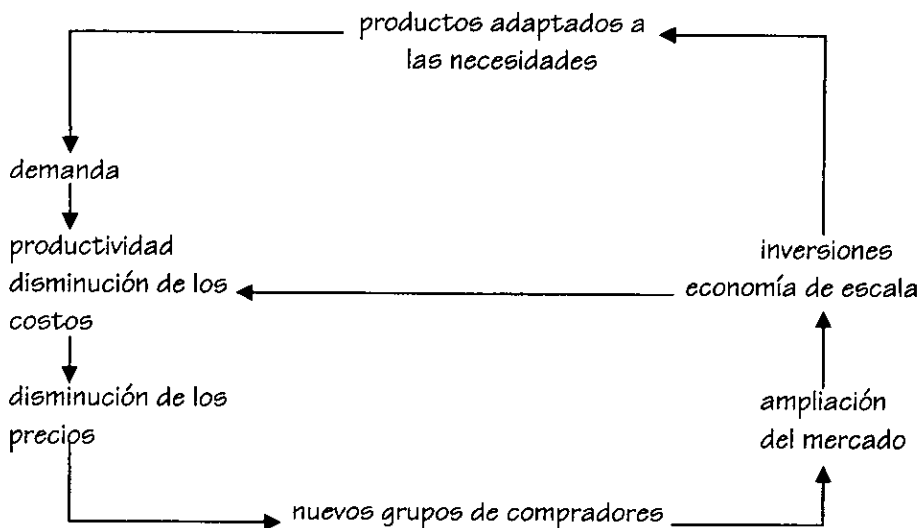 productos adaptados a
las necesidades
demanda
productividad
disminución de los
costos
inversiones
economía de escala
disminución de los
precios
ampliación
del mercado
nuevos grupos de compradores